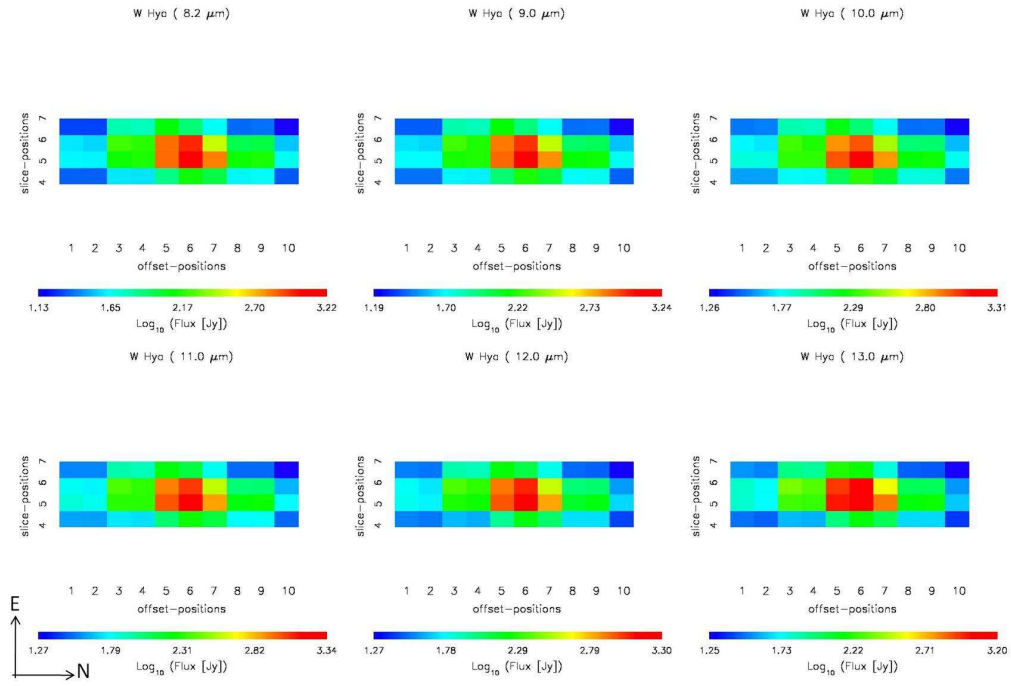 W Hya ( 8.2 μm)
W Hya ( 9.0 μm)
W Hya ( 10.0 μm)
slice-positions
7
6
5
4
slice-positions
7
6
5
4
slice-positions
7
6
5
4
1 2 3 4 5 6 7 8 9 10
offset-positions
1.13 1.65 2.17 2.70 3.22
Log10 (Flux [Jy])
1 2 3 4 5 6 7 8 9 10
offset-positions
1.19 1.70 2.22 2.73 3.24
Log10 (Flux [Jy])
1 2 3 4 5 6 7 8 9 10
offset-positions
1.26 1.77 2.29 2.80 3.31
Log10 (Flux [Jy])
W Hya ( 11.0 μm)
W Hya ( 12.0 μm)
W Hya ( 13.0 μm)
slice-positions
7
6
5
4
slice-positions
7
6
5
4
slice-positions
7
6
5
4
1 2 3 4 5 6 7 8 9 10
offset-positions
1.27 1.79 2.31 2.82 3.34
Log10 (Flux [Jy])
1 2 3 4 5 6 7 8 9 10
offset-positions
1.27 1.78 2.29 2.79 3.30
Log10 (Flux [Jy])
1 2 3 4 5 6 7 8 9 10
offset-positions
1.25 1.73 2.22 2.71 3.20
Log10 (Flux [Jy])
E
N